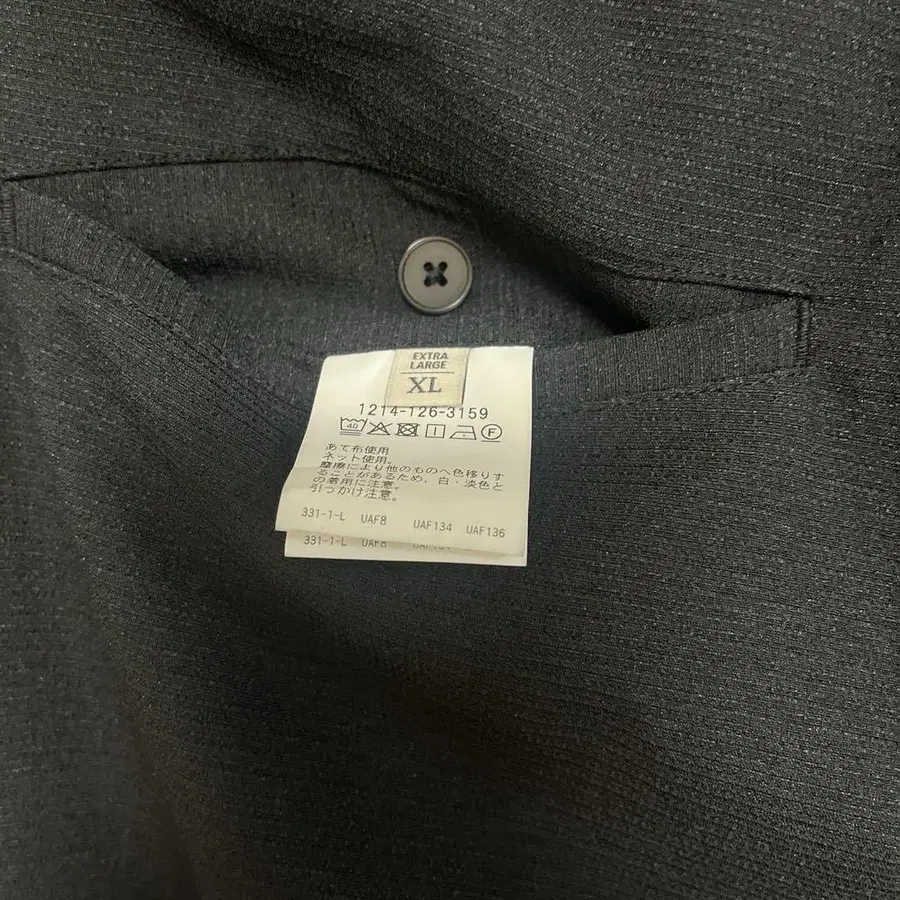 EXTRA
LARGE
XL
1214-126-3159
40 F
あて布使用
ネット使用。
摩擦により他のものへ色移りす
ることがあるため、白・淡色と
の着用に注意。
引っかけ注意。
331-1-L UAF8 UAF134 UAF136
331-1-L UAF8